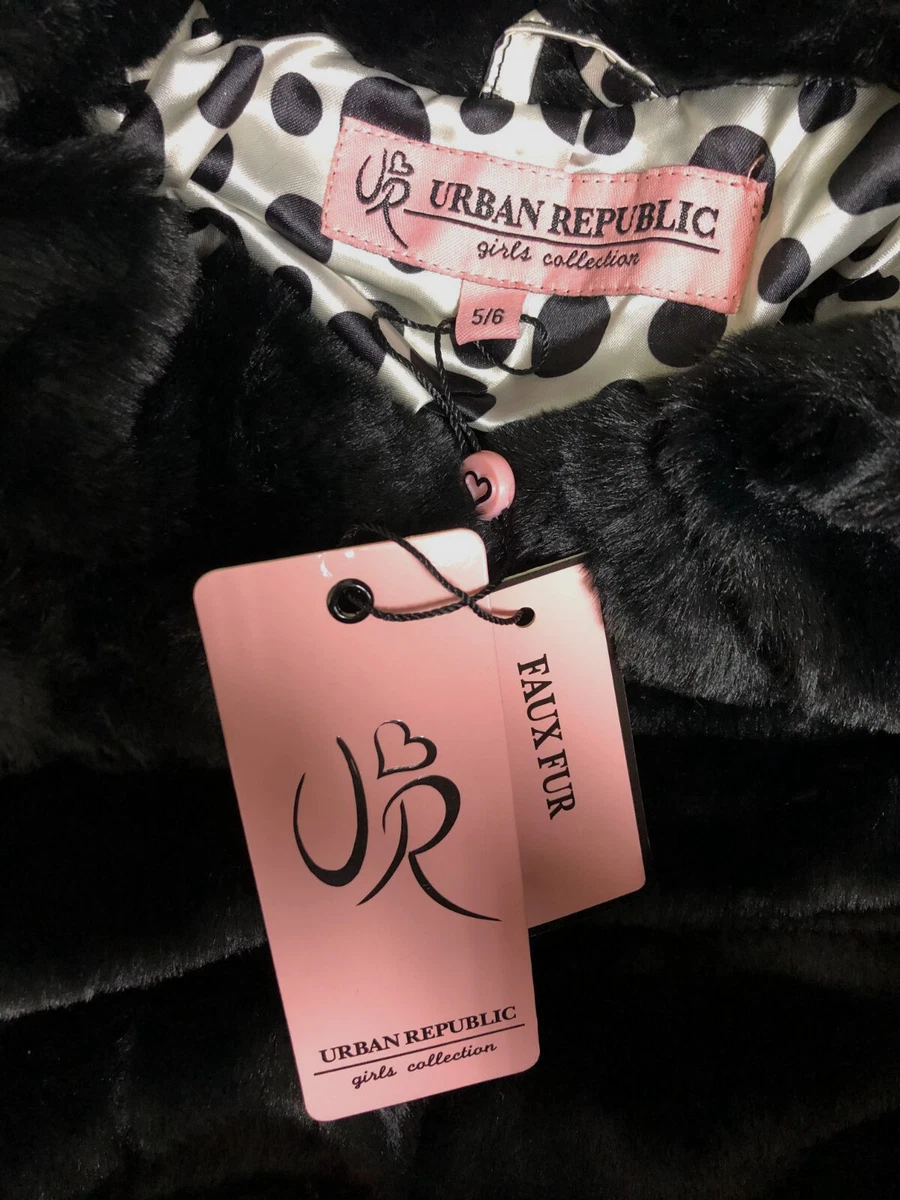 UR
URBAN REPUBLIC
girls collection
5/6
FAUX FUR
UR
URBAN REPUBLIC
girls collection